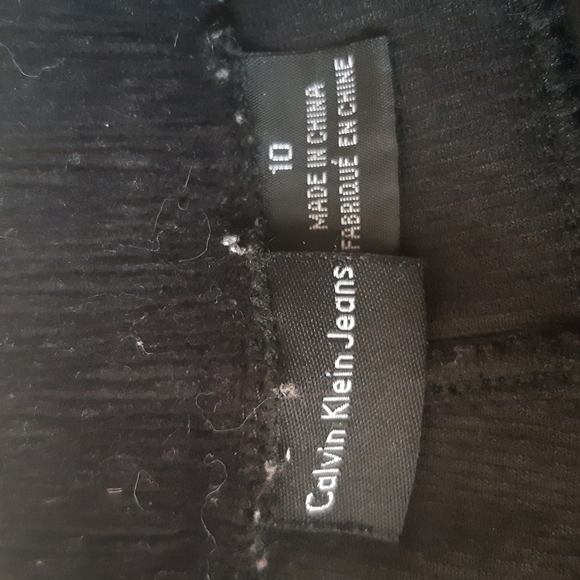 Calvin Klein Jeans
10
MADE IN CHINA
FABRIQUÉ EN CHINE